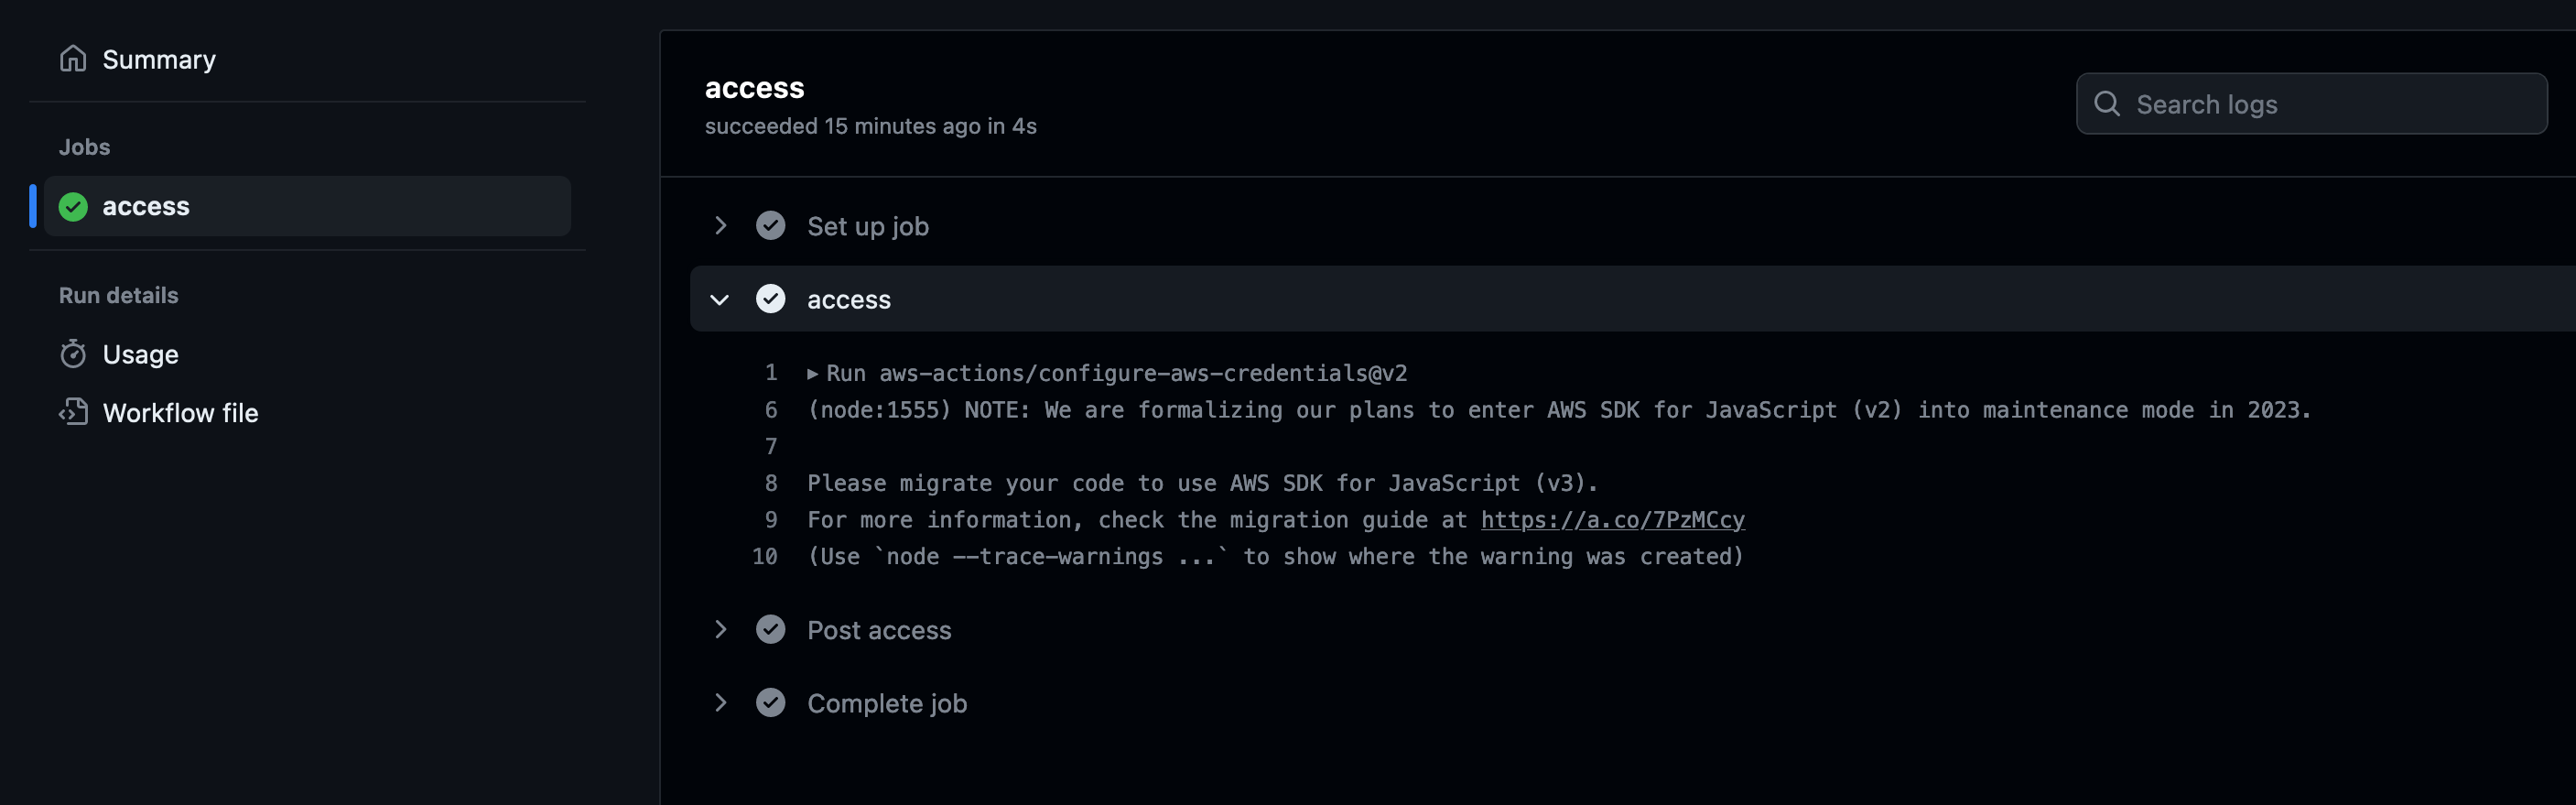 Summary
Jobs
access
Run details
Usage
Workflow file
access
succeeded 15 minutes ago in 4s
Search logs
Set up job
access
1 Run aws-actions/configure-aws-credentials@v2
6 (node:1555) NOTE: We are formalizing our plans to enter AWS SDK for JavaScript (v2) into maintenance mode in 2023.
7
8 Please migrate your code to use AWS SDK for JavaScript (v3).
9 For more information, check the migration guide at https://a.co/7PzMCcy
10 (Use `node --trace-warnings ...` to show where the warning was created)
Post access
Complete job